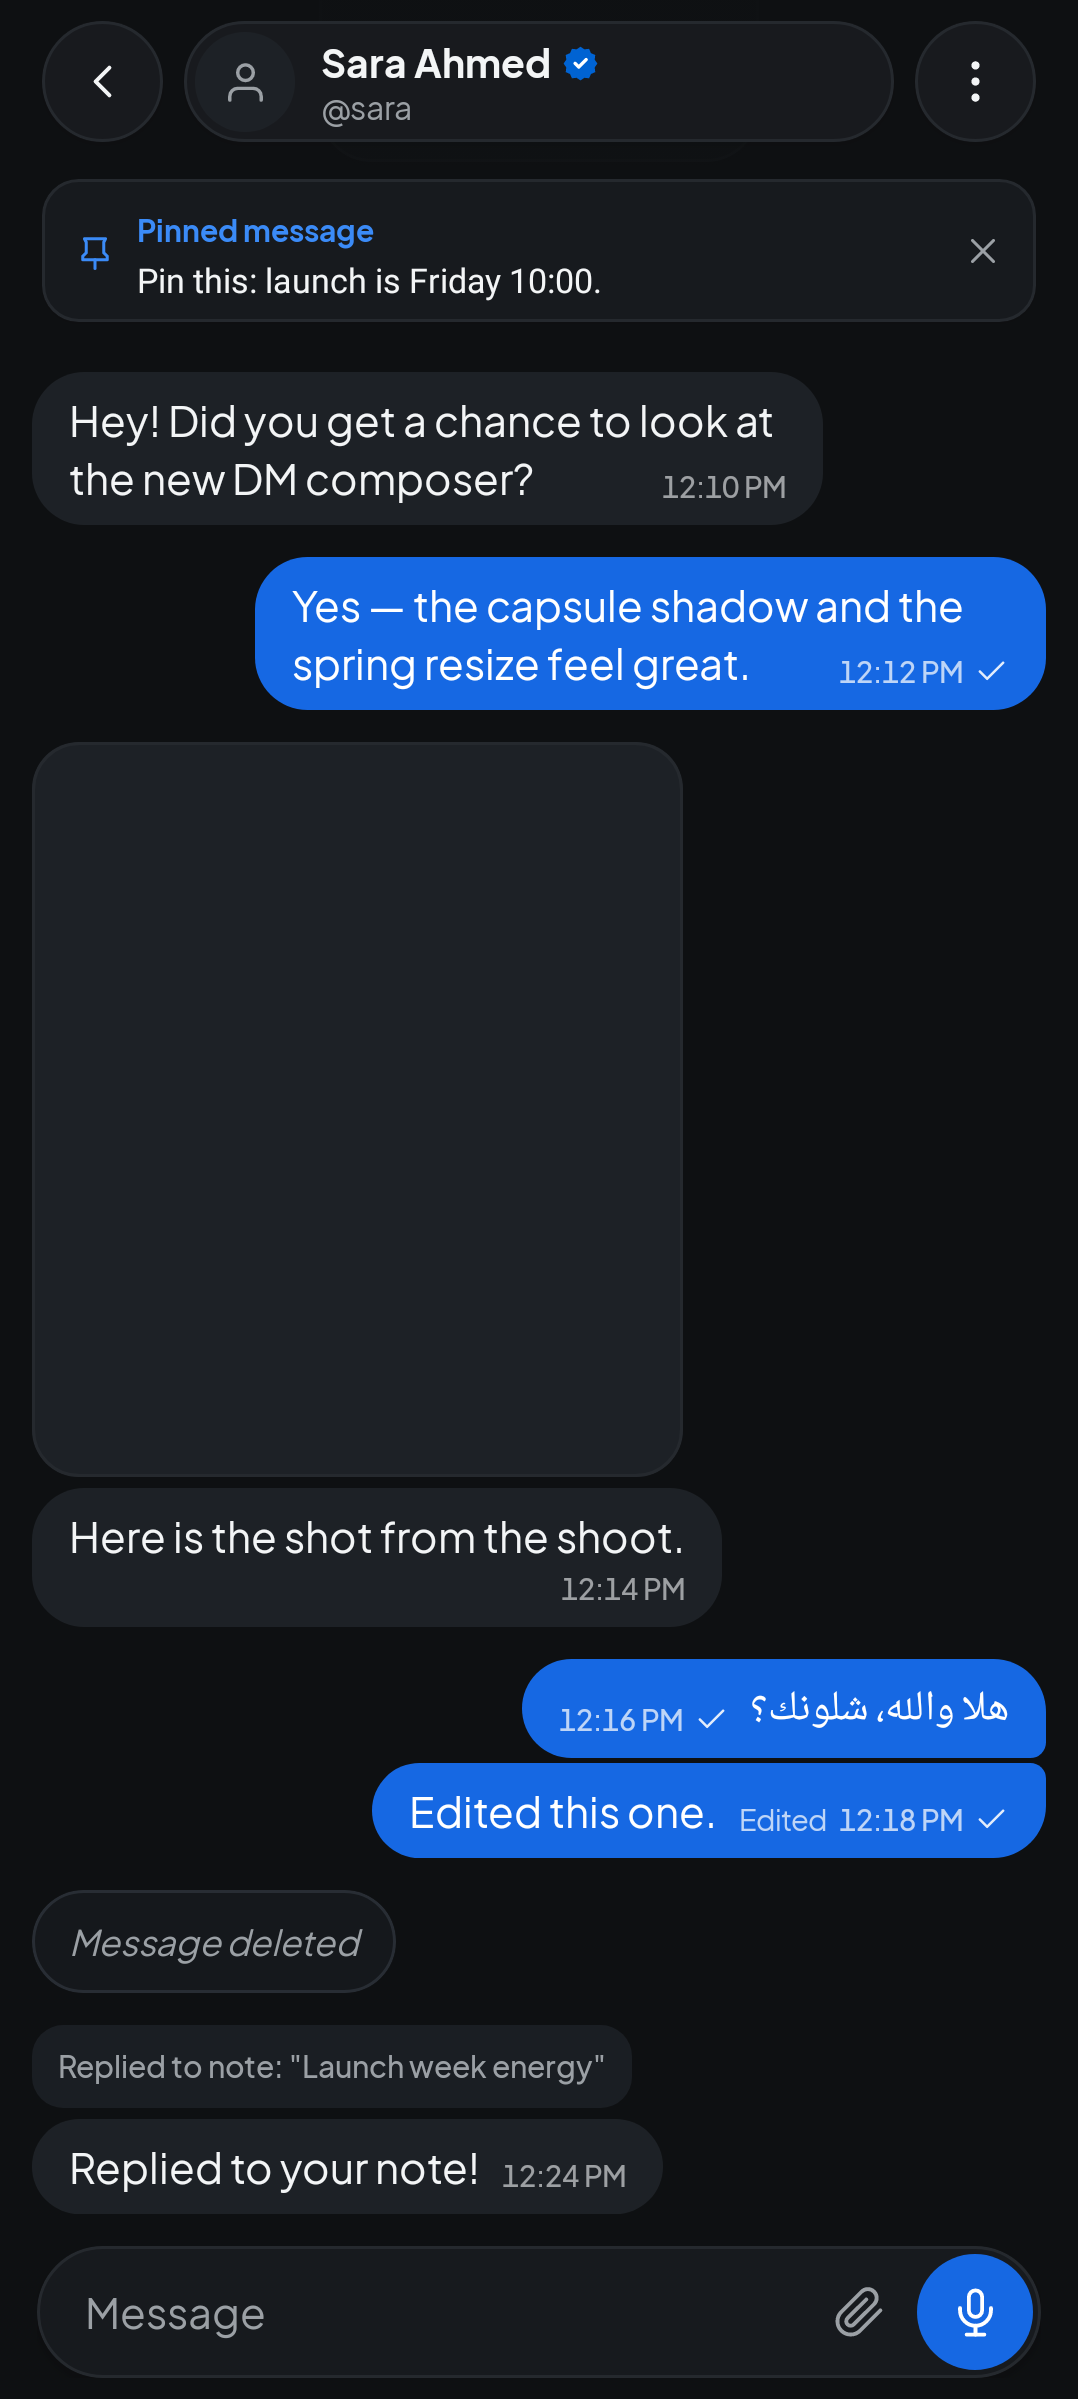 Sara Ahmed
@sara
Pinned message
Pin this: launch is Friday 10:00.
Hey! Did you get a chance to look at
the new DM composer? 12:10 PM
Yes — the capsule shadow and the
spring resize feel great. 12:12 PM
Here is the shot from the shoot.
12:14 PM
هلا والله، شلونك؟ 12:16 PM
Edited this one. Edited 12:18 PM
Message deleted
Replied to note: "Launch week energy"
Replied to your note! 12:24 PM
Message